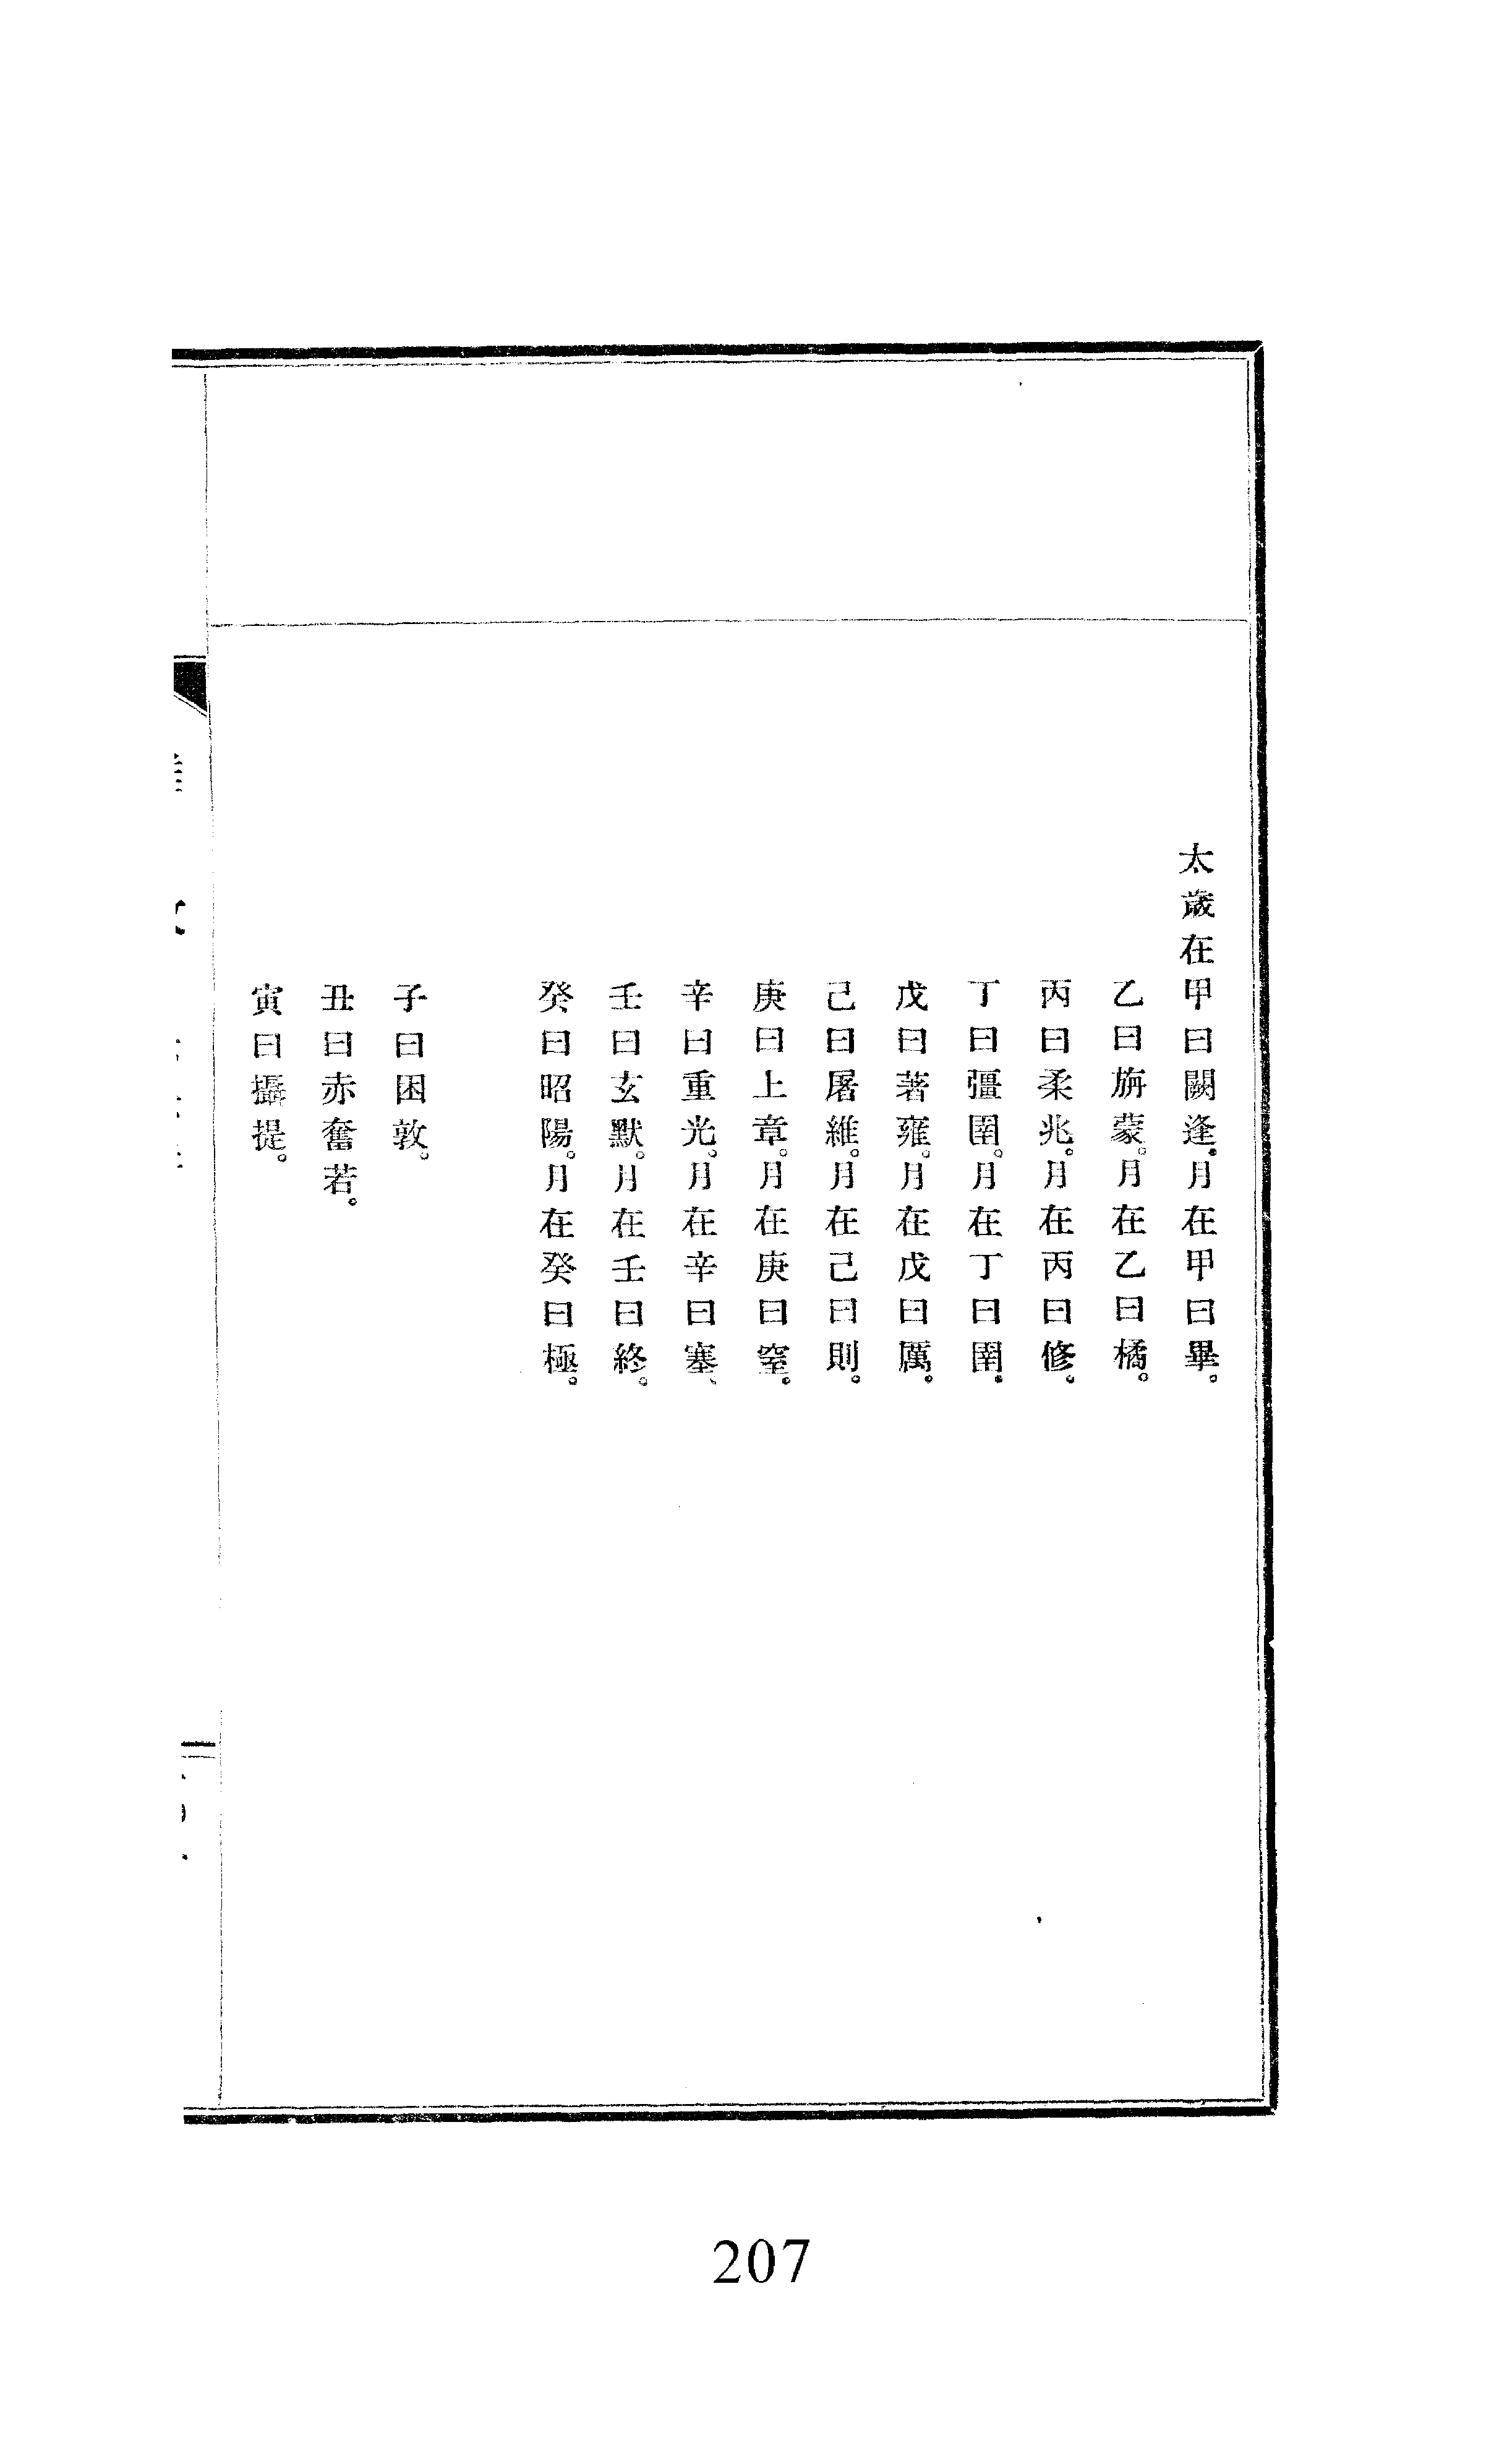 太歲在甲曰閼逢。月在甲曰畢。
乙曰旃蒙。月在乙曰橘。
丙曰柔兆。月在丙曰修。
丁曰彊圉。月在丁曰圉。
戊曰著雍。月在戊曰厲。
己曰屠維。月在己曰則。
庚曰上章。月在庚曰窒。
辛曰重光。月在辛曰塞、
壬曰玄默。月在壬曰終。
癸曰昭陽。月在癸曰極。
子曰困敦。
丑曰赤奮若。
寅曰攝提。
207